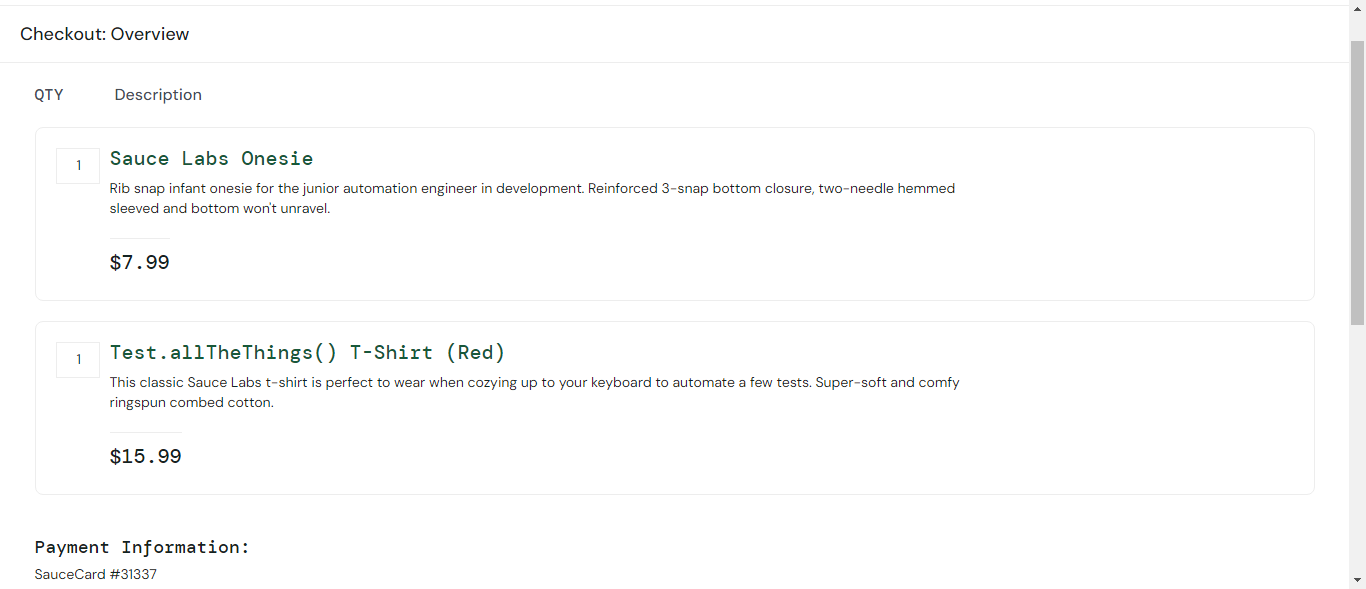 Checkout: Overview
QTY Description
1 Sauce Labs Onesie
Rib snap infant onesie for the junior automation engineer in development. Reinforced 3-snap bottom closure, two-needle hemmed
sleeved and bottom won't unravel.
$7.99
1 Test.allTheThings() T-Shirt (Red)
This classic Sauce Labs t-shirt is perfect to wear when cozying up to your keyboard to automate a few tests. Super-soft and comfy
ringspun combed cotton.
$15.99
Payment Information:
SauceCard #31337